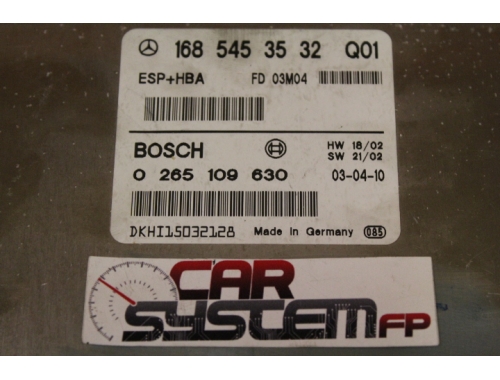 168 545 35 32 Q01
ESP+HBA FD 03M04
BOSCH HW 18/02
SW 21/02
0 265 109 630 03-04-10
DKHI15032128 Made in Germany 085
CAR
SYSTEM FP